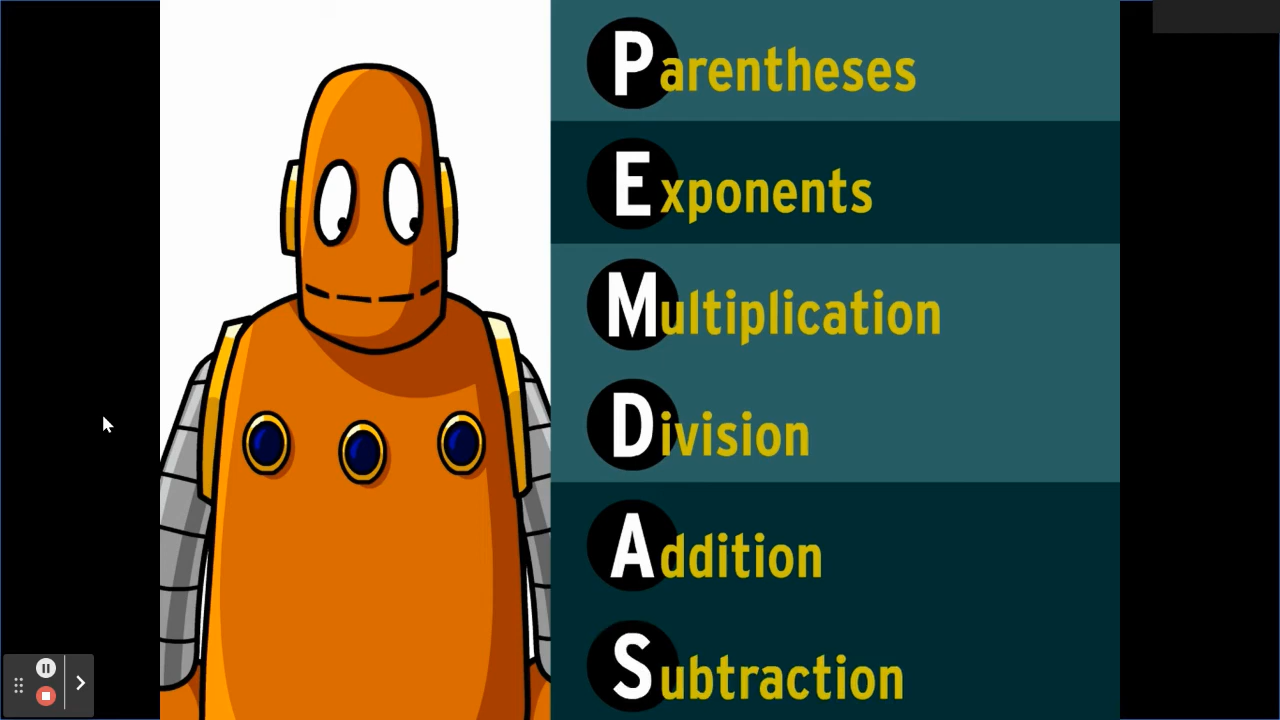 Parentheses
Exponents
Multiplication
Division
Addition
Subtraction